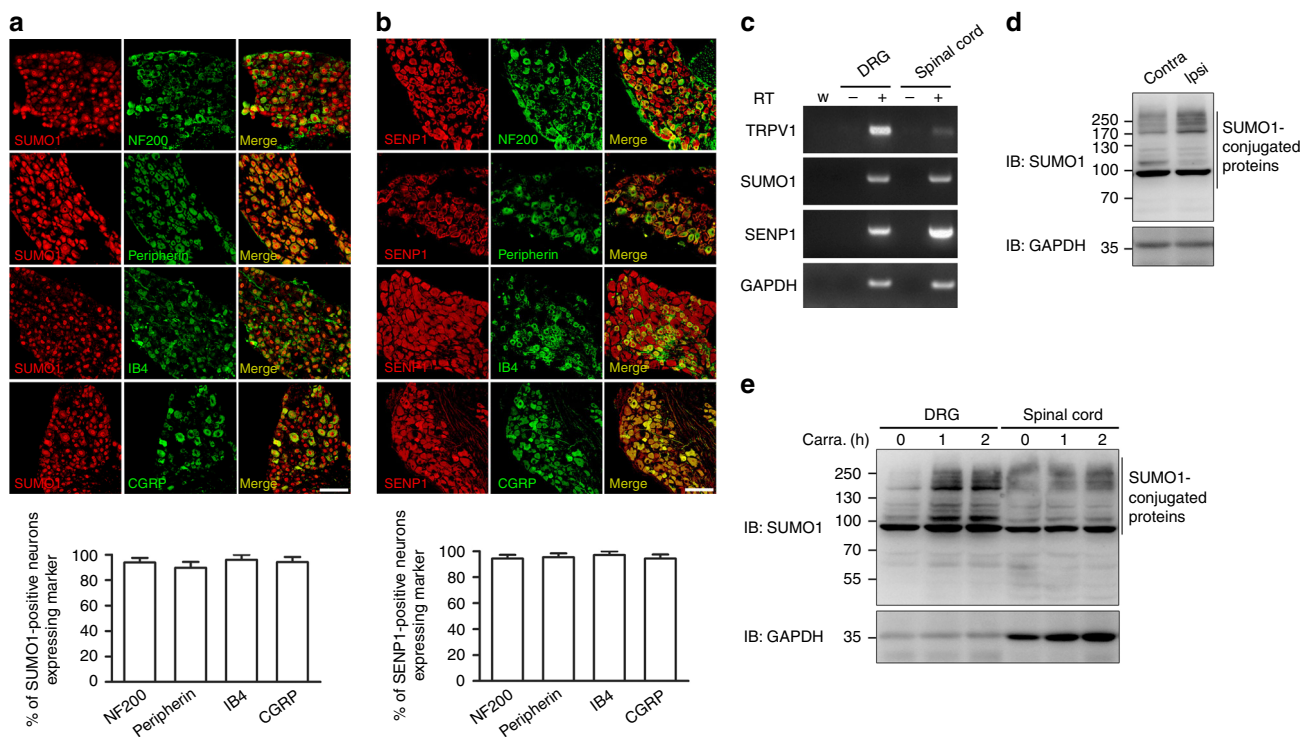 a
SUMO1 NF200 Merge
SUMO1 Peripherin Merge
SUMO1 IB4 Merge
SUMO1 CGRP Merge
% of SUMO1-positive neurons
expressing marker
100
80
60
40
20
0
NF200 Peripherin IB4 CGRP
b
SENP1 NF200 Merge
SENP1 Peripherin Merge
SENP1 IB4 Merge
SENP1 CGRP Merge
% of SENP1-positive neurons
expressing marker
100
80
60
40
20
0
NF200 Peripherin IB4 CGRP
c
DRG Spinal cord
RT w – + – +
TRPV1
SUMO1
SENP1
GAPDH
d
Contra Ipsi
250
170
130
100
70
IB: SUMO1
SUMO1-
conjugated
proteins
IB: GAPDH 35
e
DRG Spinal cord
Carra. (h) 0 1 2 0 1 2
250
130
100
70
55
IB: SUMO1
SUMO1-
conjugated
proteins
IB: GAPDH 35